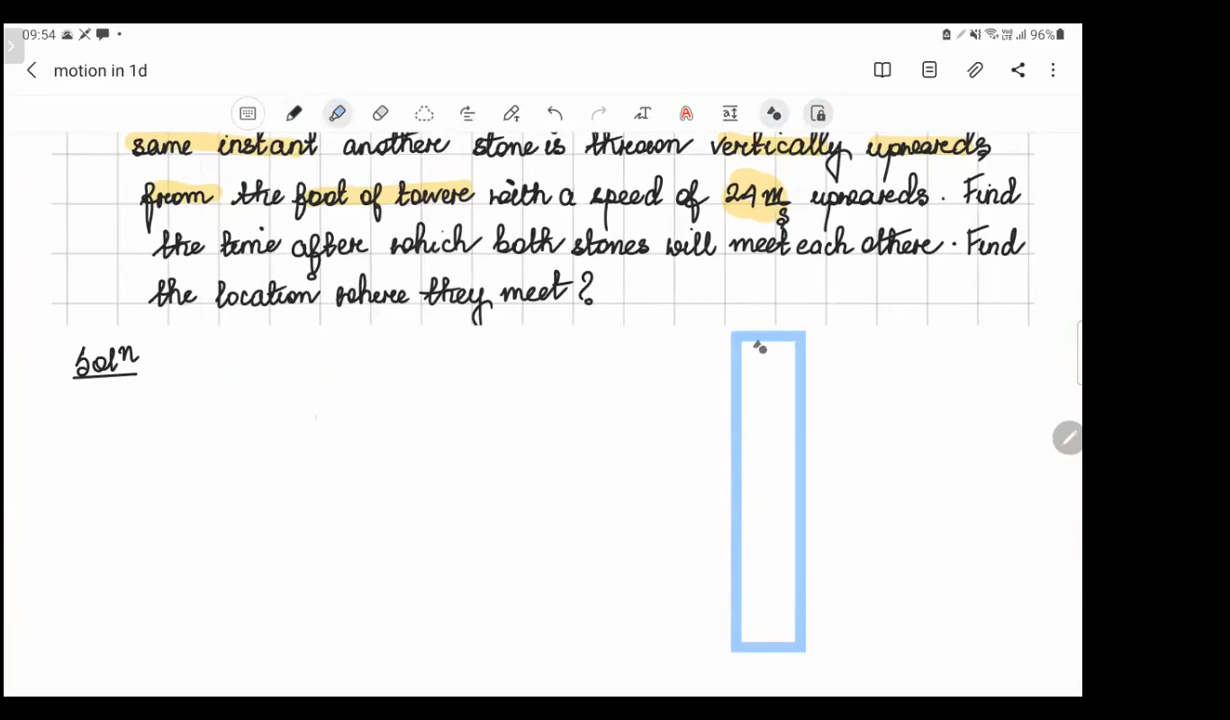 09:54
96%
motion in 1d
same instant another stone is thrown vertically upwards
from the foot of tower with a speed of 24 m/s upwards. Find
the time after which both stones will meet each other. Find
the location where they meet?
Solⁿ